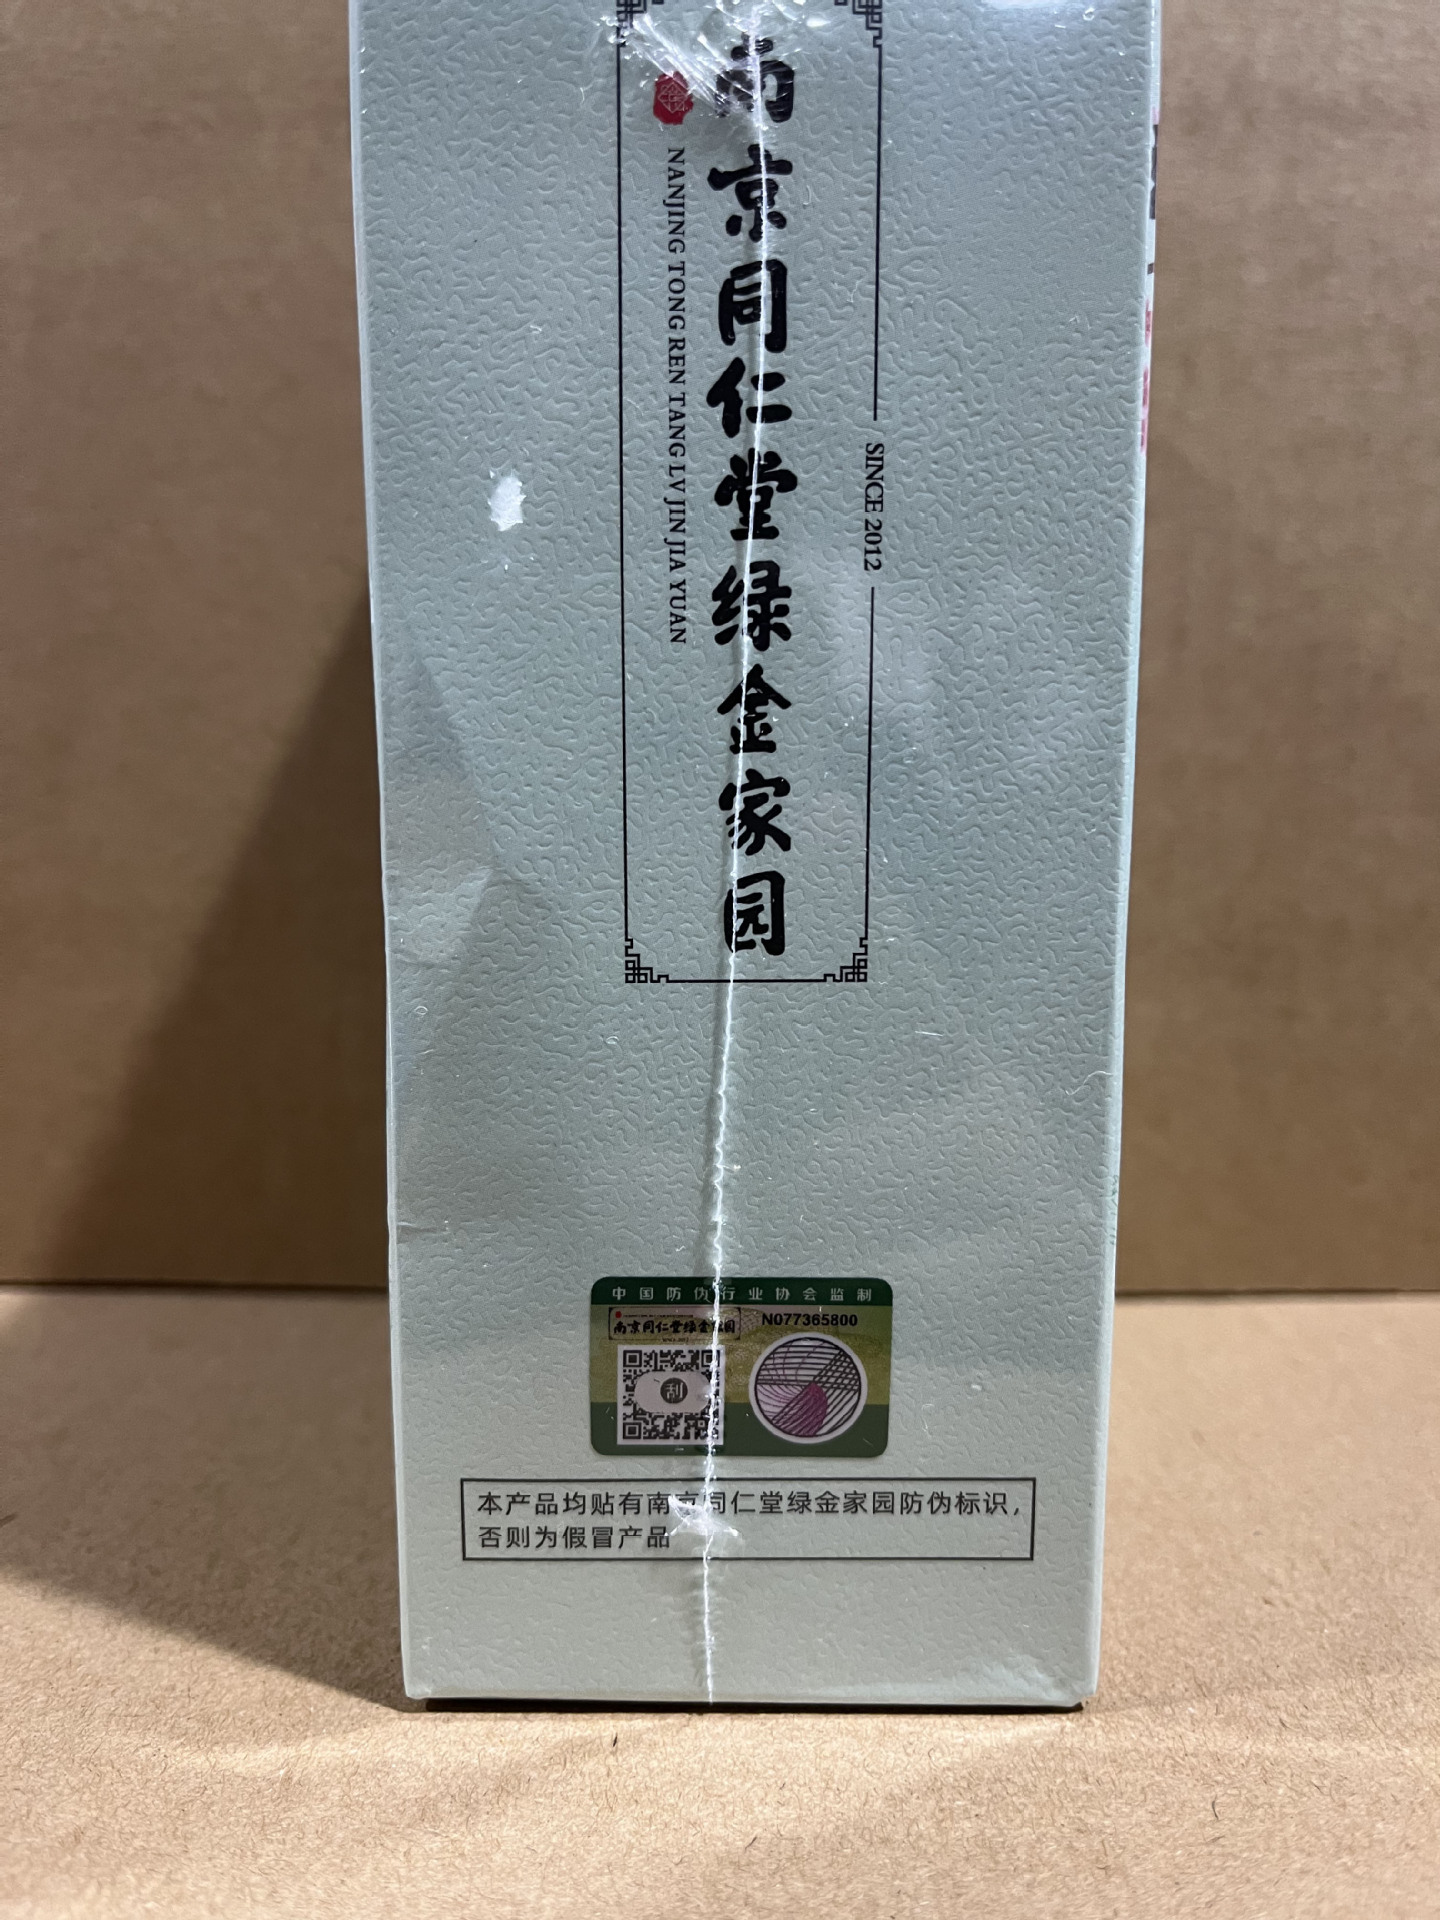 南京同仁堂绿金家园
NANJING TONG REN TANG LV JIN JIA YUAN
SINCE 2012
中国防伪行业协会监制
南京同仁堂绿金家园
N077365800
刮
本产品均贴有南京同仁堂绿金家园防伪标识，
否则为假冒产品